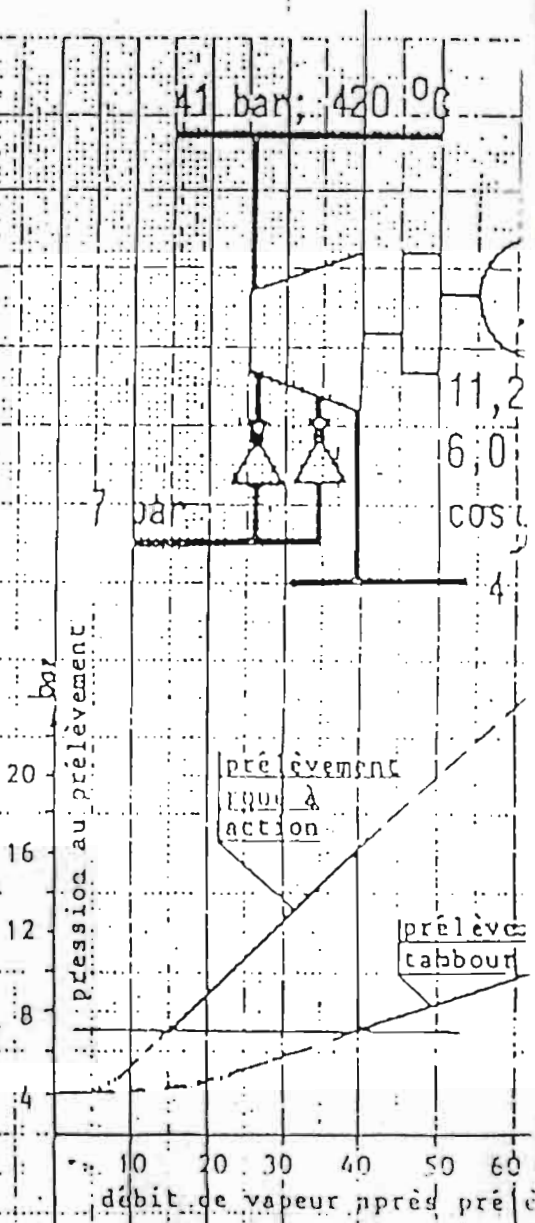 41 bar; 420 °C
11,2
6,0
7 bar
cos
4
bar
pression au prélèvement
20
16
12
8
4
prélèvement
roue à
action
prélève
tambour
10 20 30 40 50 60
débit de vapeur après pré